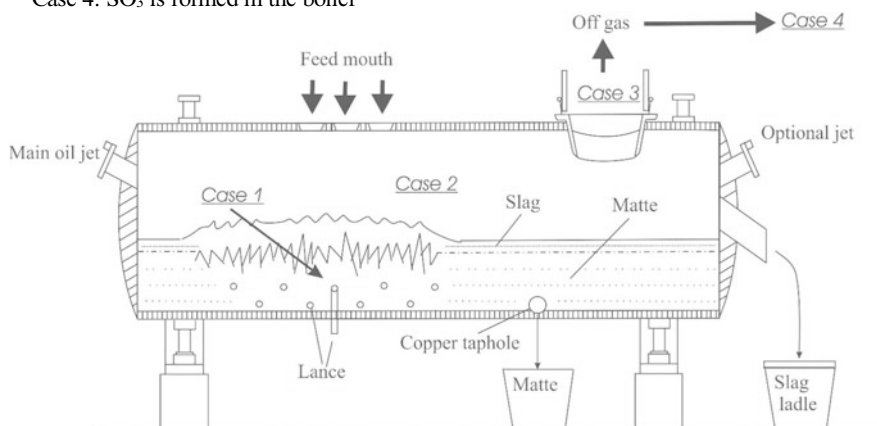 Case 4: SO₃ is formed in the boiler
Off gas
Case 4
Feed mouth
Case 3
Main oil jet
Optional jet
Case 1
Case 2
Slag
Matte
Copper taphole
Lance
Matte
Slag
ladle